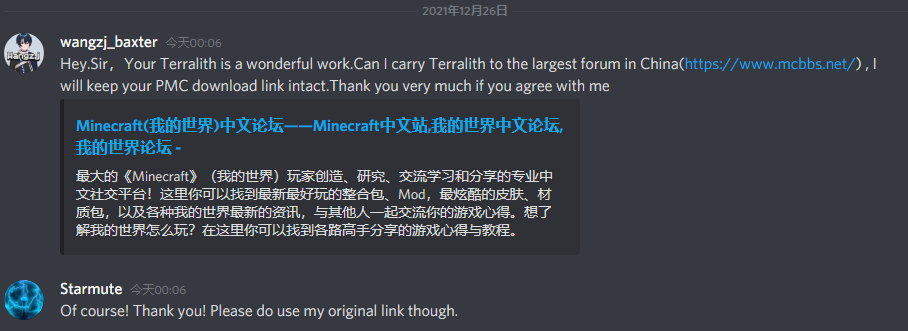 2021年12月26日
wangzj_baxter 今天00:06
Hey.Sir，Your Terralith is a wonderful work.Can I carry Terralith to the largest forum in China(https://www.mcbbs.net/) , I
will keep your PMC download link intact.Thank you very much if you agree with me
Minecraft(我的世界)中文论坛——Minecraft中文站,我的世界中文论坛,
我的世界论坛 -
最大的《Minecraft》（我的世界）玩家创造、研究、交流学习和分享的专业中
文社交平台！这里你可以找到最新最好玩的整合包、Mod，最炫酷的皮肤、材
质包，以及各种我的世界最新的资讯，与其他人一起交流你的游戏心得。想了
解我的世界怎么玩？在这里你可以找到各路高手分享的游戏心得与教程。
Starmute 今天00:06
Of course! Thank you! Please do use my original link though.